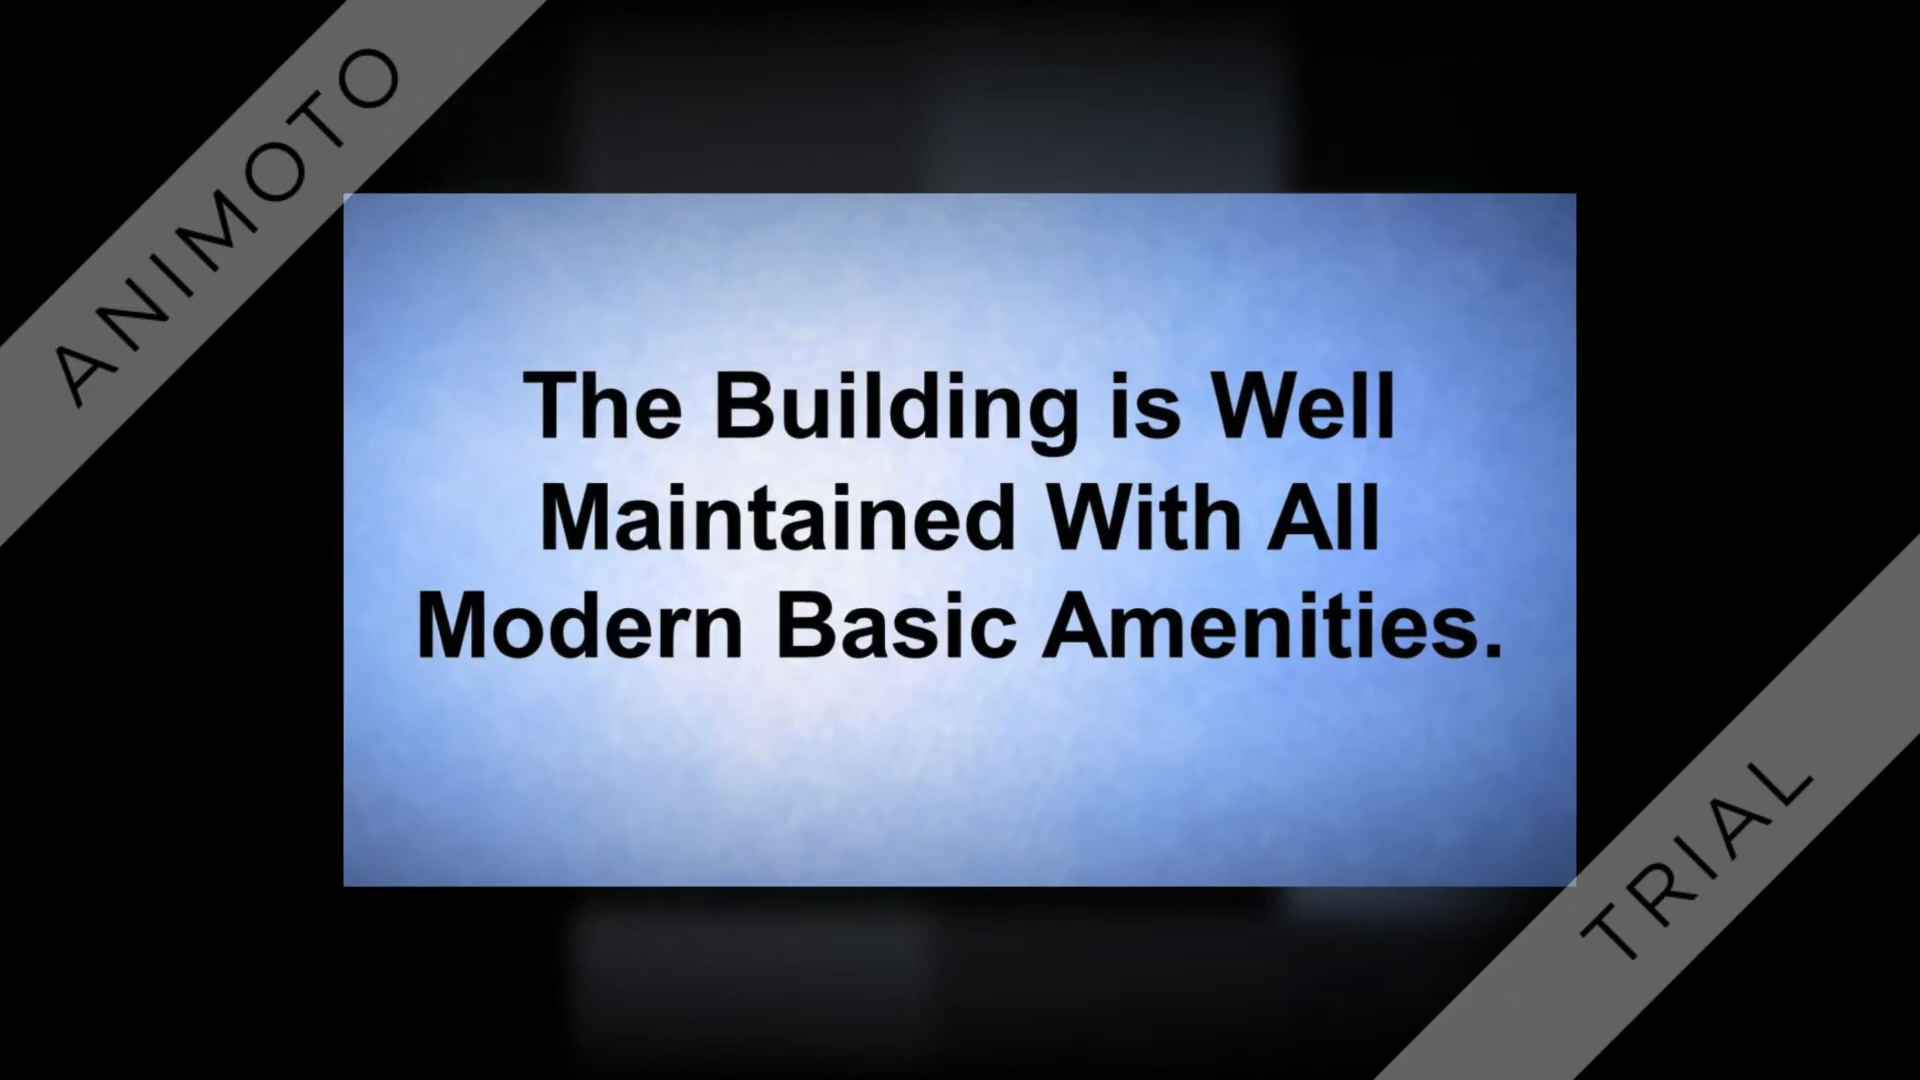 ANIMOTO
The Building is Well
Maintained With All
Modern Basic Amenities.
TRIAL